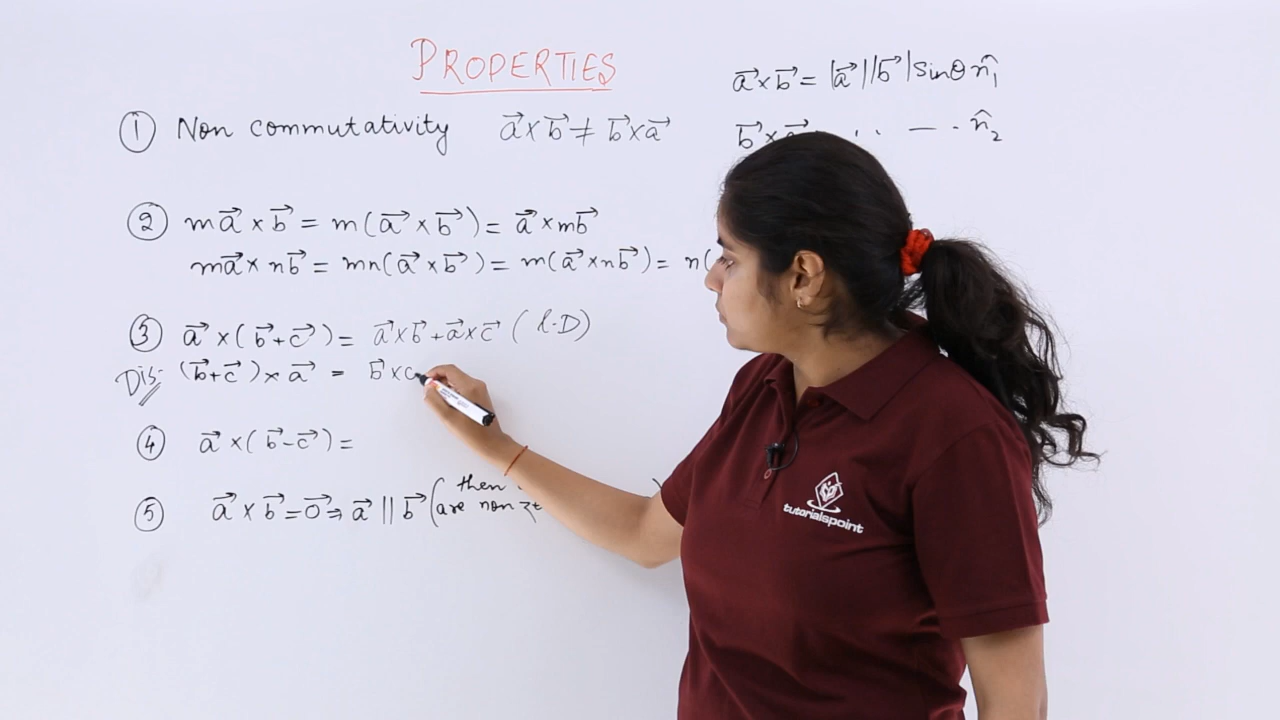 PROPERTIES
a⃗ × b⃗ = |a⃗||b⃗| sinθ n̂₁
① Non commutativity a⃗ × b⃗ ≠ b⃗ × a⃗
b⃗ × a⃗ .. — . n̂₂
② ma⃗ × b⃗ = m(a⃗ × b⃗) = a⃗ × mb⃗
ma⃗ × nb⃗ = mn(a⃗ × b⃗) = m(a⃗ × nb⃗) = n(
③ a⃗ × (b⃗ + c⃗) = a⃗ × b⃗ + a⃗ × c⃗ (l.D)
Dis. (b⃗ + c⃗) × a⃗ = b⃗ × c
④ a⃗ × (b⃗ − c⃗) =
⑤ a⃗ × b⃗ = 0⃗ ⇒ a⃗ || b⃗ (then
are non
tutorialspoint